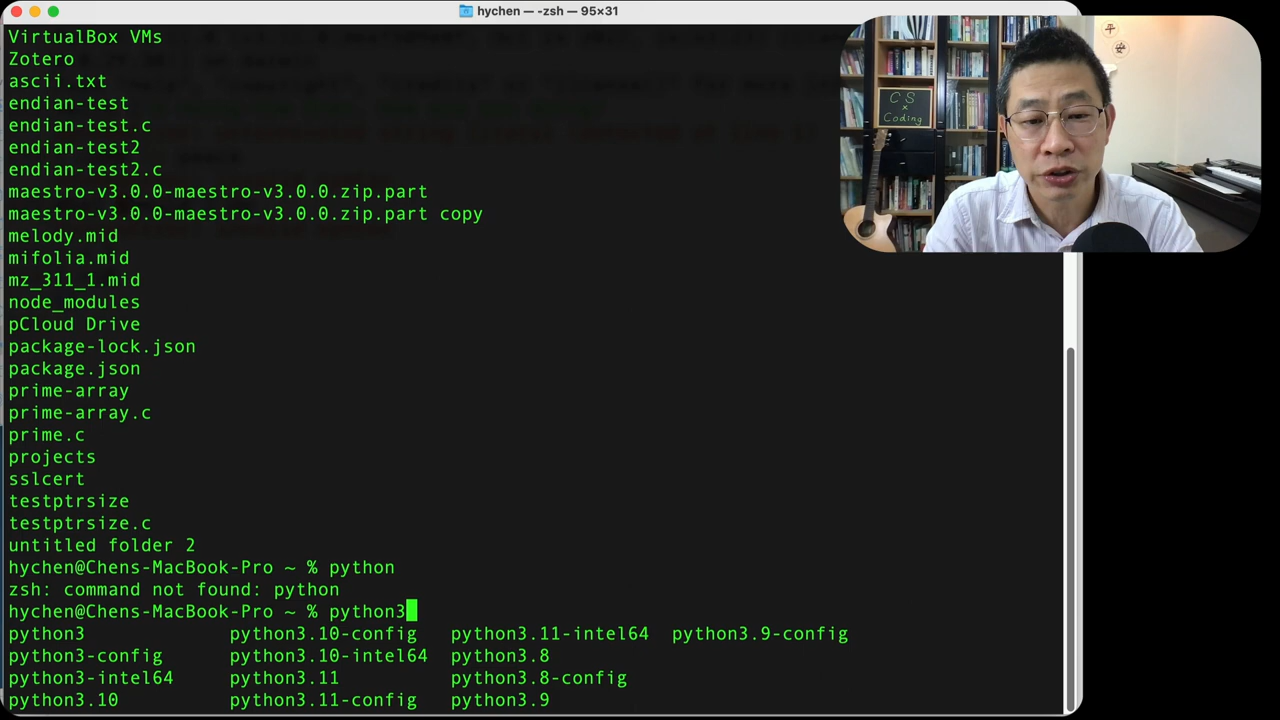 hychen — -zsh — 95×31
VirtualBox VMs
Zotero
ascii.txt
endian-test
endian-test.c
endian-test2
endian-test2.c
maestro-v3.0.0-maestro-v3.0.0.zip.part
maestro-v3.0.0-maestro-v3.0.0.zip.part copy
melody.mid
mifolia.mid
mz_311_1.mid
node_modules
pCloud Drive
package-lock.json
package.json
prime-array
prime-array.c
prime.c
projects
sslcert
testptrsize
testptrsize.c
untitled folder 2
hychen@Chens-MacBook-Pro ~ % python
zsh: command not found: python
hychen@Chens-MacBook-Pro ~ % python3
python3 python3.10-config python3.11-intel64 python3.9-config
python3-config python3.10-intel64 python3.8
python3-intel64 python3.11 python3.8-config
python3.10 python3.11-config python3.9
CS
×
Coding
平
安